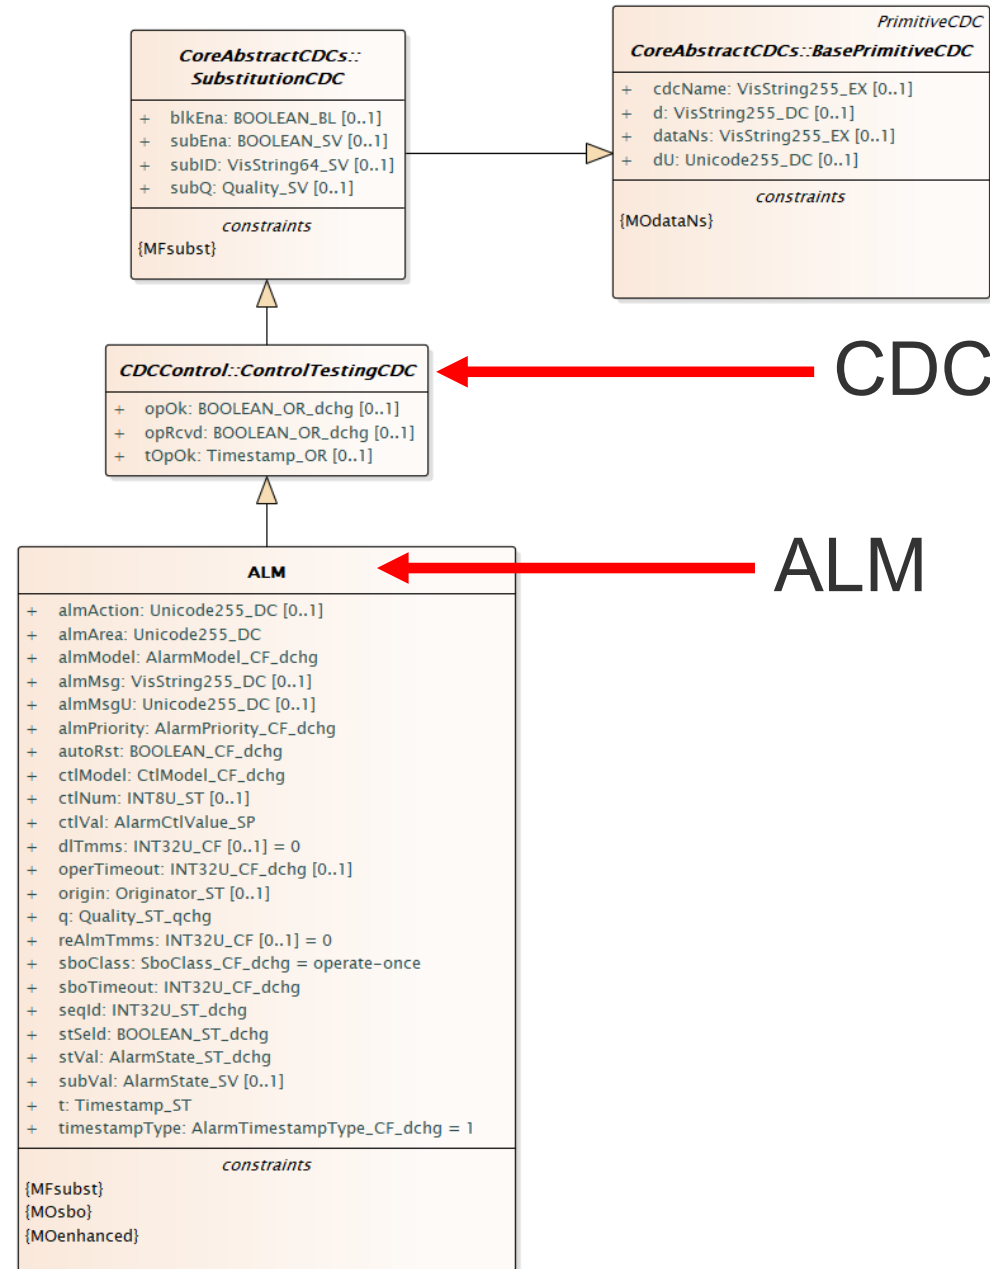 CoreAbstractCDCs::
SubstitutionCDC
+ blkEna: BOOLEAN_BL [0..1]
+ subEna: BOOLEAN_SV [0..1]
+ subID: VisString64_SV [0..1]
+ subQ: Quality_SV [0..1]
constraints
{MFsubst}
PrimitiveCDC
CoreAbstractCDCs::BasePrimitiveCDC
+ cdcName: VisString255_EX [0..1]
+ d: VisString255_DC [0..1]
+ dataNs: VisString255_EX [0..1]
+ dU: Unicode255_DC [0..1]
constraints
{MOdataNs}
CDCControl::ControlTestingCDC
+ opOk: BOOLEAN_OR_dchg [0..1]
+ opRcvd: BOOLEAN_OR_dchg [0..1]
+ tOpOk: Timestamp_OR [0..1]
CDC
ALM
+ almAction: Unicode255_DC [0..1]
+ almArea: Unicode255_DC
+ almModel: AlarmModel_CF_dchg
+ almMsg: VisString255_DC [0..1]
+ almMsgU: Unicode255_DC [0..1]
+ almPriority: AlarmPriority_CF_dchg
+ autoRst: BOOLEAN_CF_dchg
+ ctlModel: CtlModel_CF_dchg
+ ctlNum: INT8U_ST [0..1]
+ ctlVal: AlarmCtlValue_SP
+ dlTmms: INT32U_CF [0..1] = 0
+ operTimeout: INT32U_CF_dchg [0..1]
+ origin: Originator_ST [0..1]
+ q: Quality_ST_qchg
+ reAlmTmms: INT32U_CF [0..1] = 0
+ sboClass: SboClass_CF_dchg = operate-once
+ sboTimeout: INT32U_CF_dchg
+ seqId: INT32U_ST_dchg
+ stSeld: BOOLEAN_ST_dchg
+ stVal: AlarmState_ST_dchg
+ subVal: AlarmState_SV [0..1]
+ t: Timestamp_ST
+ timestampType: AlarmTimestampType_CF_dchg = 1
constraints
{MFsubst}
{MOsbo}
{MOenhanced}
ALM